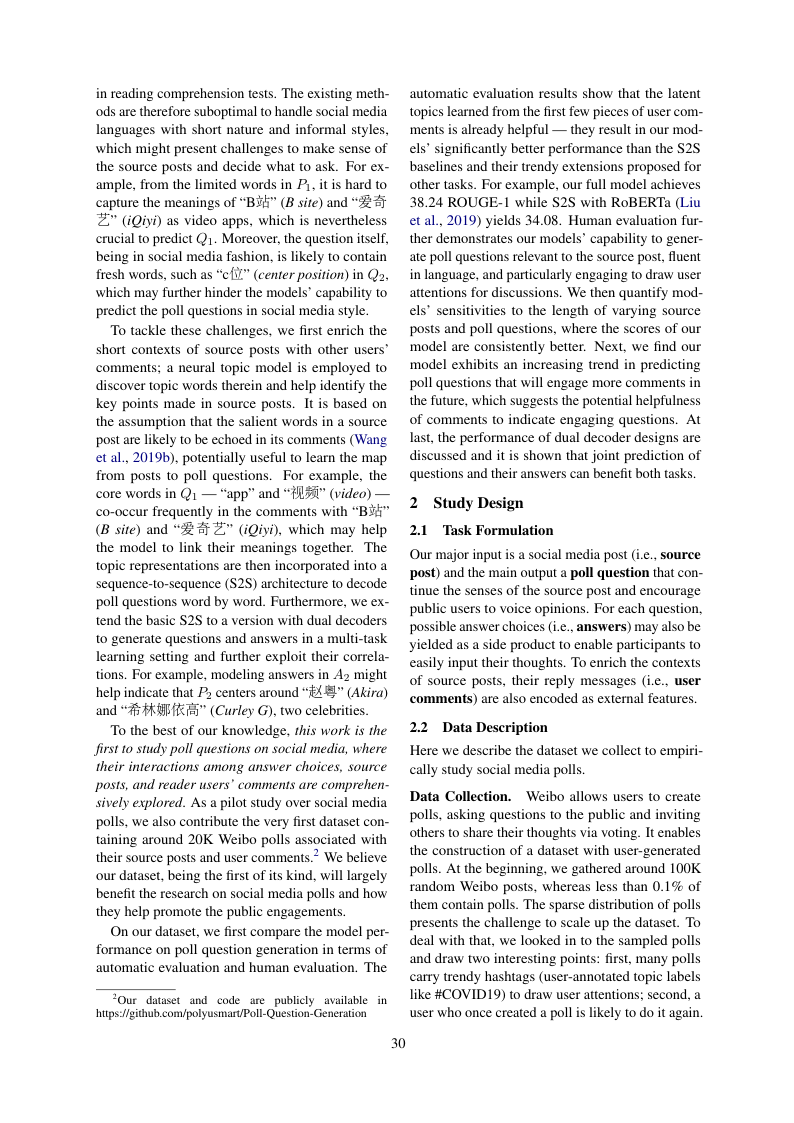 in reading comprehension tests. The existing meth-
ods are therefore suboptimal to handle social media
languages with short nature and informal styles,
which might present challenges to make sense of
the source posts and decide what to ask. For ex-
ample, from the limited words in P1, it is hard to
capture the meanings of “B站” (B site) and “爱奇
艺” (iQiyi) as video apps, which is nevertheless
crucial to predict Q1. Moreover, the question itself,
being in social media fashion, is likely to contain
fresh words, such as “c位” (center position) in Q2,
which may further hinder the models’ capability to
predict the poll questions in social media style.
To tackle these challenges, we first enrich the
short contexts of source posts with other users’
comments; a neural topic model is employed to
discover topic words therein and help identify the
key points made in source posts. It is based on
the assumption that the salient words in a source
post are likely to be echoed in its comments (Wang
et al., 2019b), potentially useful to learn the map
from posts to poll questions. For example, the
core words in Q1 — “app” and “视频” (video) —
co-occur frequently in the comments with “B站”
(B site) and “爱奇艺” (iQiyi), which may help
the model to link their meanings together. The
topic representations are then incorporated into a
sequence-to-sequence (S2S) architecture to decode
poll questions word by word. Furthermore, we ex-
tend the basic S2S to a version with dual decoders
to generate questions and answers in a multi-task
learning setting and further exploit their correla-
tions. For example, modeling answers in A2 might
help indicate that P2 centers around “赵粤” (Akira)
and “希林娜依高” (Curley G), two celebrities.
To the best of our knowledge, this work is the
first to study poll questions on social media, where
their interactions among answer choices, source
posts, and reader users’ comments are comprehen-
sively explored. As a pilot study over social media
polls, we also contribute the very first dataset con-
taining around 20K Weibo polls associated with
their source posts and user comments.2 We believe
our dataset, being the first of its kind, will largely
benefit the research on social media polls and how
they help promote the public engagements.
On our dataset, we first compare the model per-
formance on poll question generation in terms of
automatic evaluation and human evaluation. The
2Our dataset and code are publicly available in
https://github.com/polyusmart/Poll-Question-Generation
automatic evaluation results show that the latent
topics learned from the first few pieces of user com-
ments is already helpful — they result in our mod-
els’ significantly better performance than the S2S
baselines and their trendy extensions proposed for
other tasks. For example, our full model achieves
38.24 ROUGE-1 while S2S with RoBERTa (Liu
et al., 2019) yields 34.08. Human evaluation fur-
ther demonstrates our models’ capability to gener-
ate poll questions relevant to the source post, fluent
in language, and particularly engaging to draw user
attentions for discussions. We then quantify mod-
els’ sensitivities to the length of varying source
posts and poll questions, where the scores of our
model are consistently better. Next, we find our
model exhibits an increasing trend in predicting
poll questions that will engage more comments in
the future, which suggests the potential helpfulness
of comments to indicate engaging questions. At
last, the performance of dual decoder designs are
discussed and it is shown that joint prediction of
questions and their answers can benefit both tasks.
2 Study Design
2.1 Task Formulation
Our major input is a social media post (i.e., source
post) and the main output a poll question that con-
tinue the senses of the source post and encourage
public users to voice opinions. For each question,
possible answer choices (i.e., answers) may also be
yielded as a side product to enable participants to
easily input their thoughts. To enrich the contexts
of source posts, their reply messages (i.e., user
comments) are also encoded as external features.
2.2 Data Description
Here we describe the dataset we collect to empiri-
cally study social media polls.
Data Collection. Weibo allows users to create
polls, asking questions to the public and inviting
others to share their thoughts via voting. It enables
the construction of a dataset with user-generated
polls. At the beginning, we gathered around 100K
random Weibo posts, whereas less than 0.1% of
them contain polls. The sparse distribution of polls
presents the challenge to scale up the dataset. To
deal with that, we looked in to the sampled polls
and draw two interesting points: first, many polls
carry trendy hashtags (user-annotated topic labels
like #COVID19) to draw user attentions; second, a
user who once created a poll is likely to do it again.
30